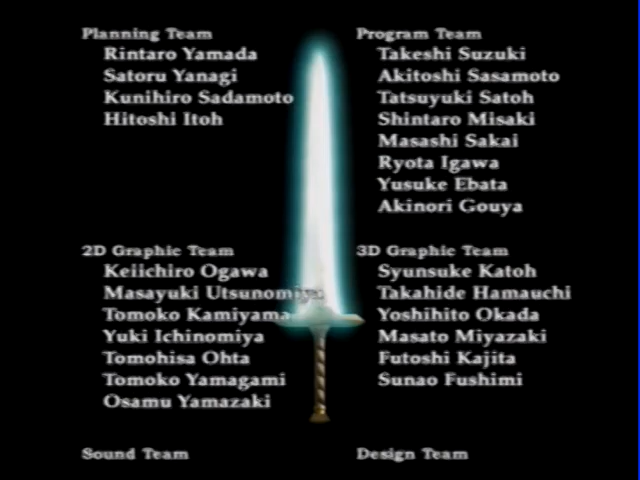 Planning Team
Rintaro Yamada
Satoru Yanagi
Kunihiro Sadamoto
Hitoshi Itoh
Program Team
Takeshi Suzuki
Akitoshi Sasamoto
Tatsuyuki Satoh
Shintaro Misaki
Masashi Sakai
Ryota Igawa
Yusuke Ebata
Akinori Gouya
2D Graphic Team
Keiichiro Ogawa
Masayuki Utsunomiya
Tomoko Kamiyama
Yuki Ichinomiya
Tomohisa Ohta
Tomoko Yamagami
Osamu Yamazaki
3D Graphic Team
Syunsuke Katoh
Takahide Hamauchi
Yoshihito Okada
Masato Miyazaki
Futoshi Kajita
Sunao Fushimi
Sound Team
Design Team